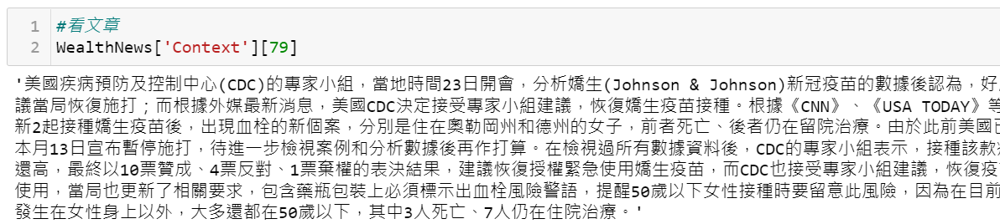 1 #看文章
2 WealthNews['Context'][79]
'美國疾病預防及控制中心(CDC)的專家小組，當地時間23日開會，分析嬌生(Johnson & Johnson)新冠疫苗的數據後認為，好
議當局恢復施打；而根據外媒最新消息，美國CDC決定接受專家小組建議，恢復嬌生疫苗接種。根據《CNN》、《USA TODAY》等
新2起接種嬌生疫苗後，出現血栓的新個案，分別是住在奧勒岡州和德州的女子，前者死亡、後者仍在留院治療。由於此前美國已
本月13日宣布暫停施打，待進一步檢視案例和分析數據後再作打算。在檢視過所有數據資料後，CDC的專家小組表示，接種該款
還高，最終以10票贊成、4票反對、1票棄權的表決結果，建議恢復授權緊急使用嬌生疫苗，而CDC也接受專家小組建議，恢復疫
使用，當局也更新了相關要求，包含藥瓶包裝上必須標示出血栓風險警語，提醒50歲以下女性接種時要留意此風險，因為在目前
發生在女性身上以外，大多還都在50歲以下，其中3人死亡、7人仍在住院治療。'